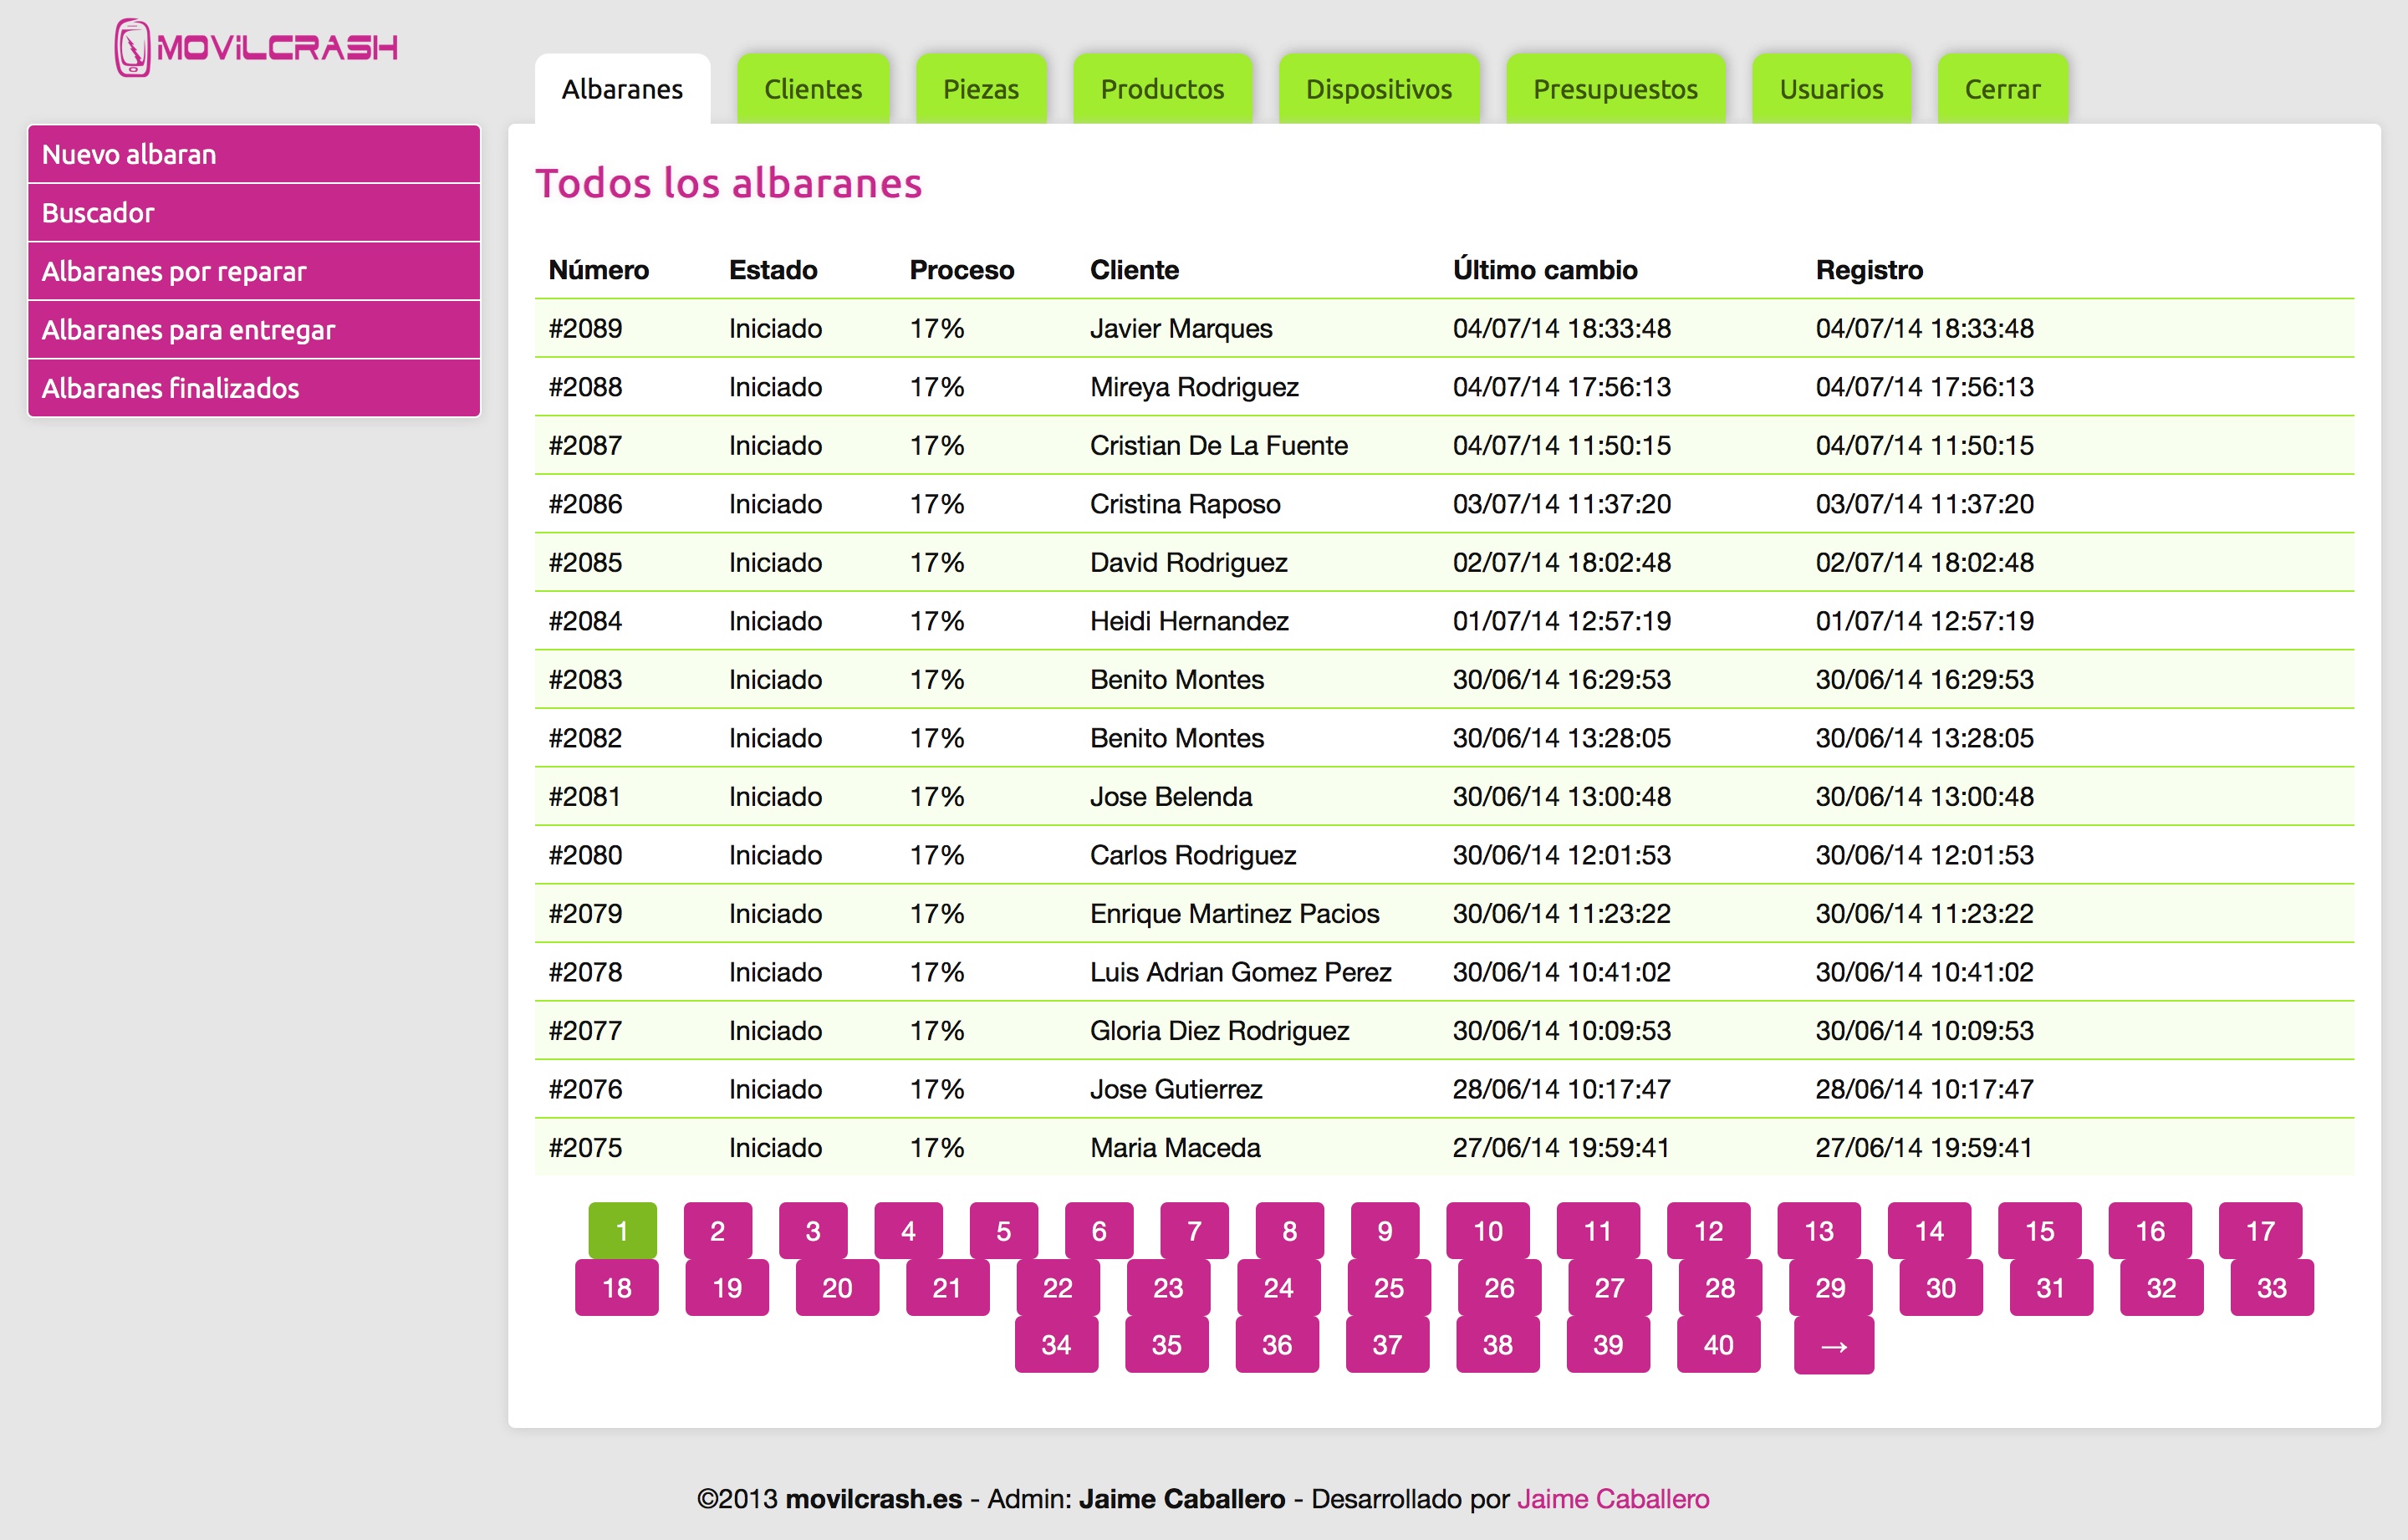 MOVILCRASH
Albaranes Clientes Piezas Productos Dispositivos Presupuestos Usuarios Cerrar
Nuevo albaran
Buscador
Albaranes por reparar
Albaranes para entregar
Albaranes finalizados
Todos los albaranes
Número Estado Proceso Cliente Último cambio Registro
#2089 Iniciado 17% Javier Marques 04/07/14 18:33:48 04/07/14 18:33:48
#2088 Iniciado 17% Mireya Rodriguez 04/07/14 17:56:13 04/07/14 17:56:13
#2087 Iniciado 17% Cristian De La Fuente 04/07/14 11:50:15 04/07/14 11:50:15
#2086 Iniciado 17% Cristina Raposo 03/07/14 11:37:20 03/07/14 11:37:20
#2085 Iniciado 17% David Rodriguez 02/07/14 18:02:48 02/07/14 18:02:48
#2084 Iniciado 17% Heidi Hernandez 01/07/14 12:57:19 01/07/14 12:57:19
#2083 Iniciado 17% Benito Montes 30/06/14 16:29:53 30/06/14 16:29:53
#2082 Iniciado 17% Benito Montes 30/06/14 13:28:05 30/06/14 13:28:05
#2081 Iniciado 17% Jose Belenda 30/06/14 13:00:48 30/06/14 13:00:48
#2080 Iniciado 17% Carlos Rodriguez 30/06/14 12:01:53 30/06/14 12:01:53
#2079 Iniciado 17% Enrique Martinez Pacios 30/06/14 11:23:22 30/06/14 11:23:22
#2078 Iniciado 17% Luis Adrian Gomez Perez 30/06/14 10:41:02 30/06/14 10:41:02
#2077 Iniciado 17% Gloria Diez Rodriguez 30/06/14 10:09:53 30/06/14 10:09:53
#2076 Iniciado 17% Jose Gutierrez 28/06/14 10:17:47 28/06/14 10:17:47
#2075 Iniciado 17% Maria Maceda 27/06/14 19:59:41 27/06/14 19:59:41
1 2 3 4 5 6 7 8 9 10 11 12 13 14 15 16 17
18 19 20 21 22 23 24 25 26 27 28 29 30 31 32 33
34 35 36 37 38 39 40 →
©2013 movilcrash.es - Admin: Jaime Caballero - Desarrollado por Jaime Caballero